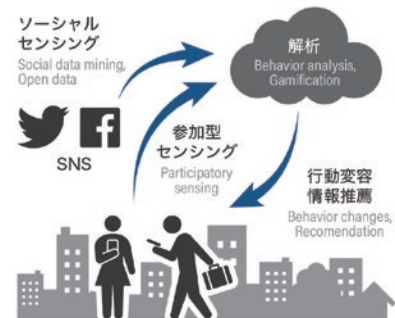 ソーシャル
センシング
Social data mining,
Open data
SNS
解析
Behavior analysis,
Gamification
参加型
センシング
Participatory
sensing
行動変容
情報推薦
Behavior changes,
Recomendation